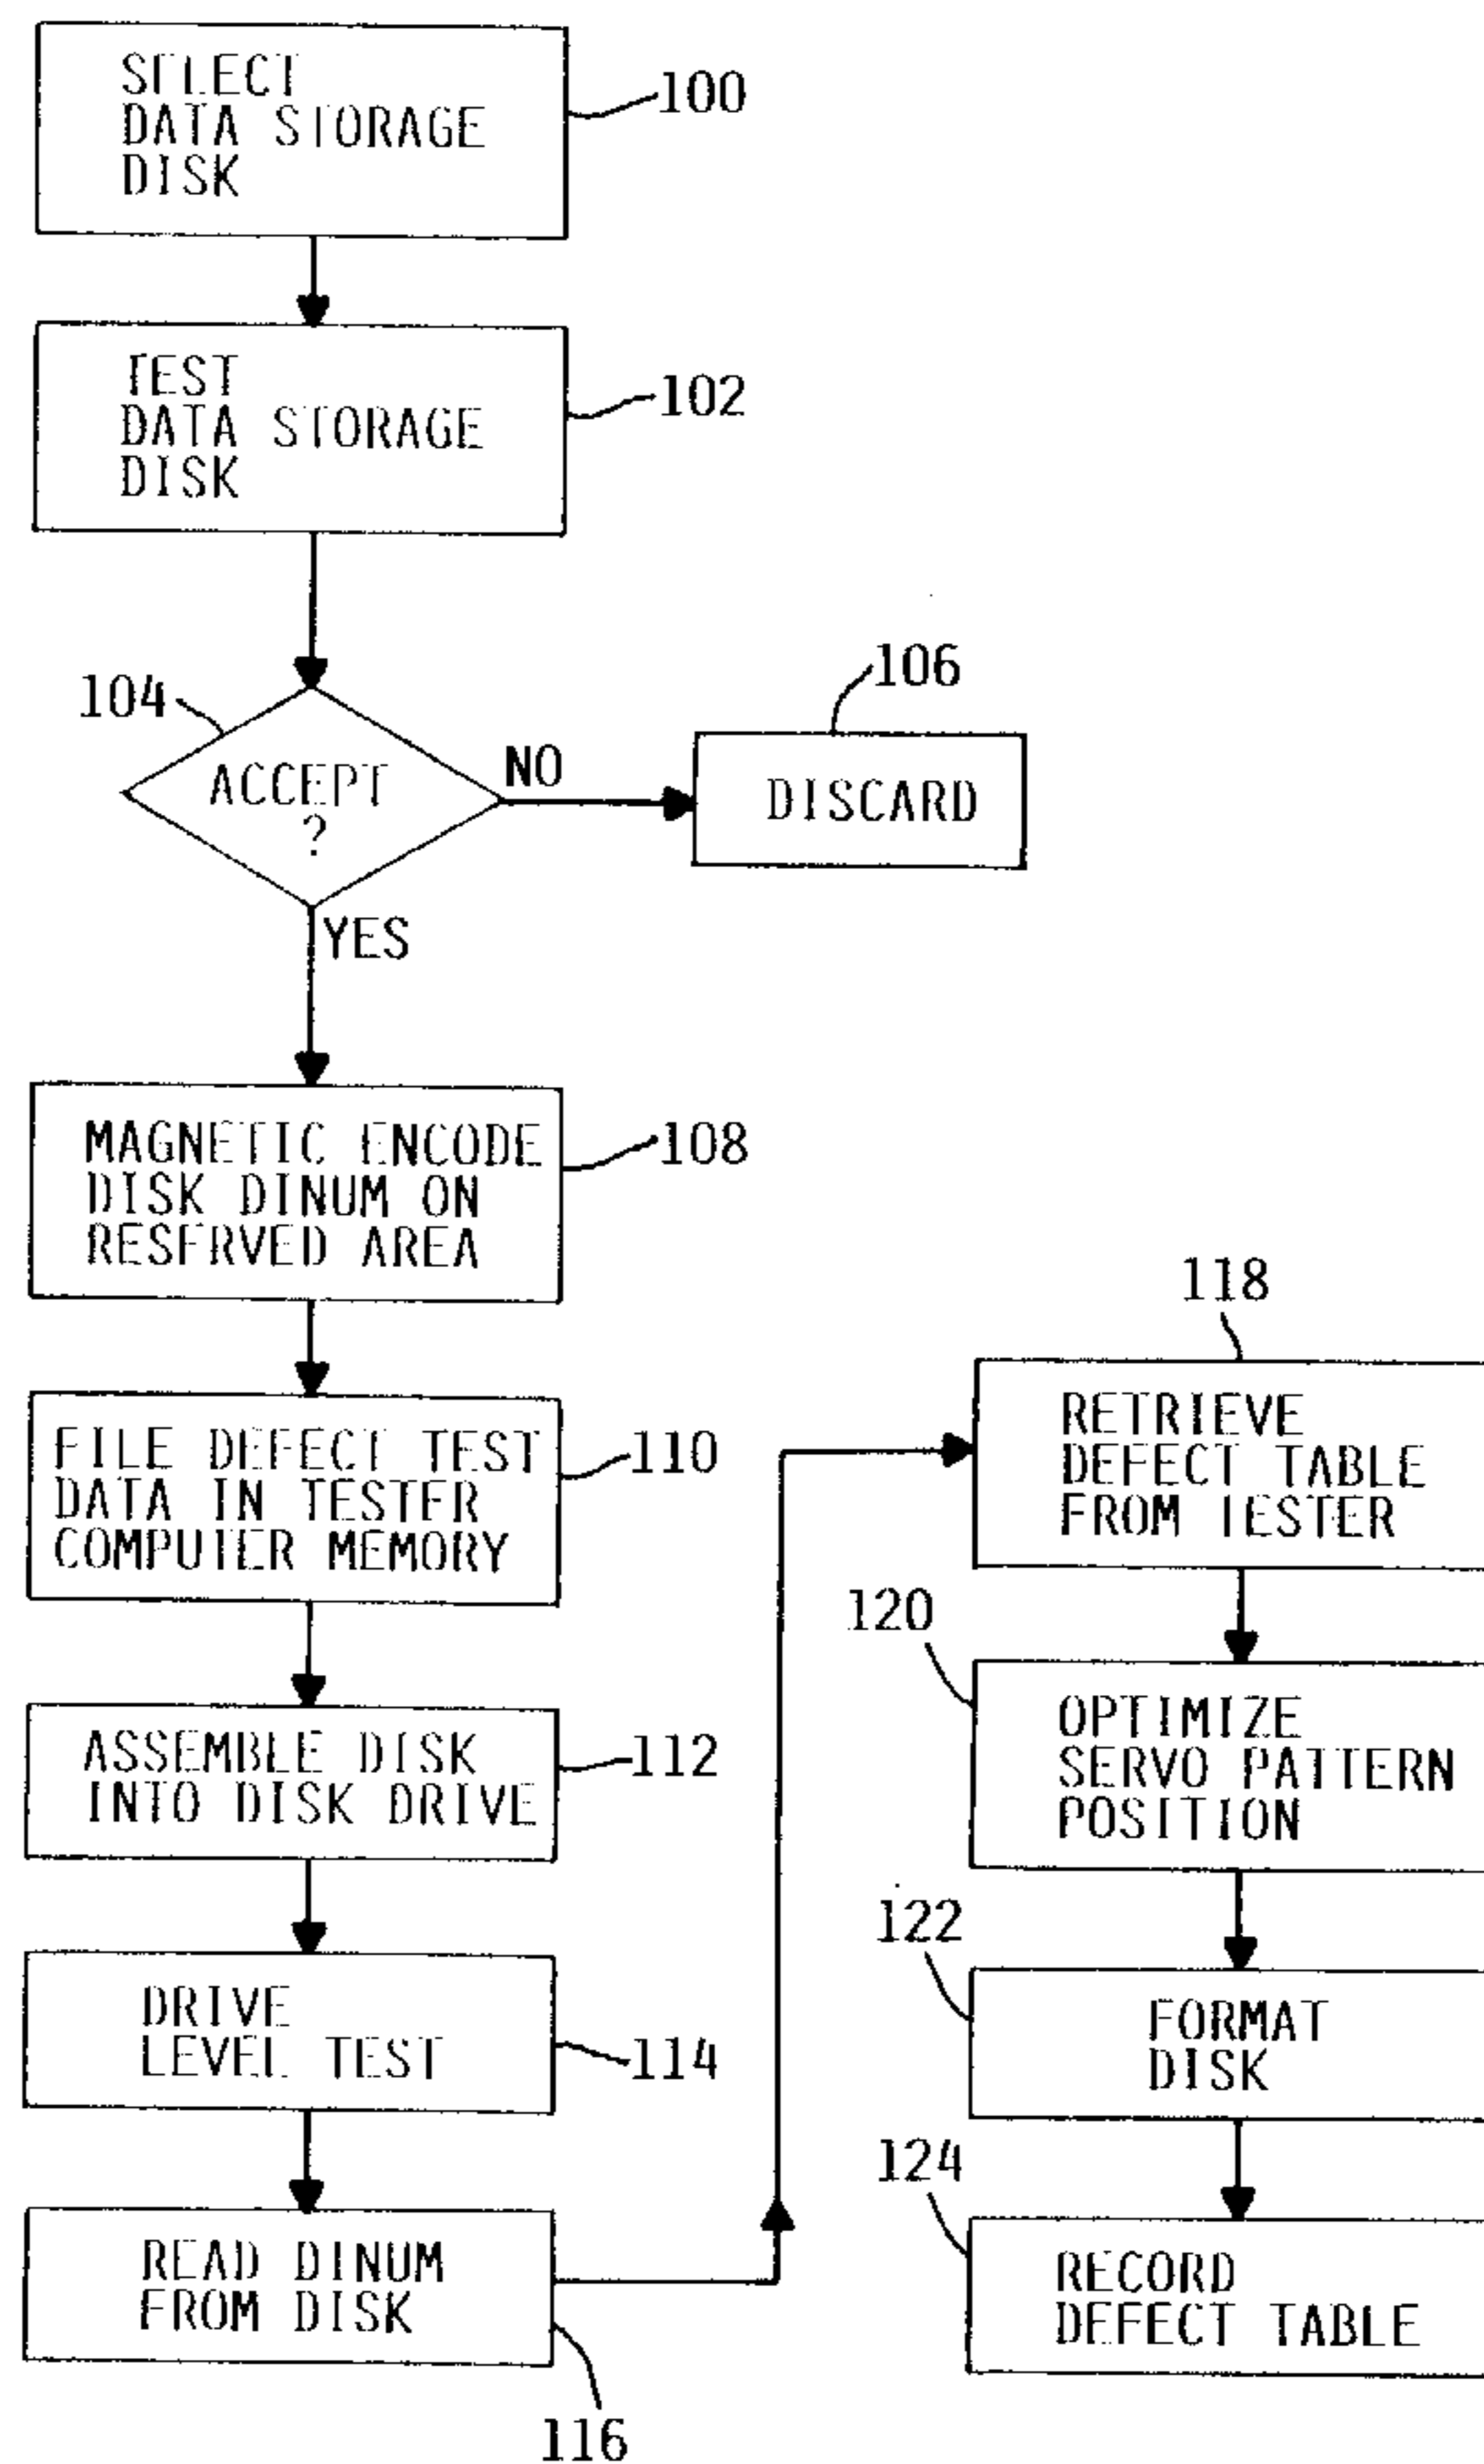 SELECT
DATA STORAGE
DISK
100
TEST
DATA STORAGE
DISK
102
104
ACCEPT
?
NO
106
DISCARD
YES
MAGNETIC ENCODE
DISK DINUM ON
RESERVED AREA
108
FILE DEFECT TEST
DATA IN TESTER
COMPUTER MEMORY
110
ASSEMBLE DISK
INTO DISK DRIVE
112
DRIVE
LEVEL TEST
114
READ DINUM
FROM DISK
116
118
RETRIEVE
DEFECT TABLE
FROM TESTER
120
OPTIMIZE
SERVO PATTERN
POSITION
122
FORMAT
DISK
124
RECORD
DEFECT TABLE